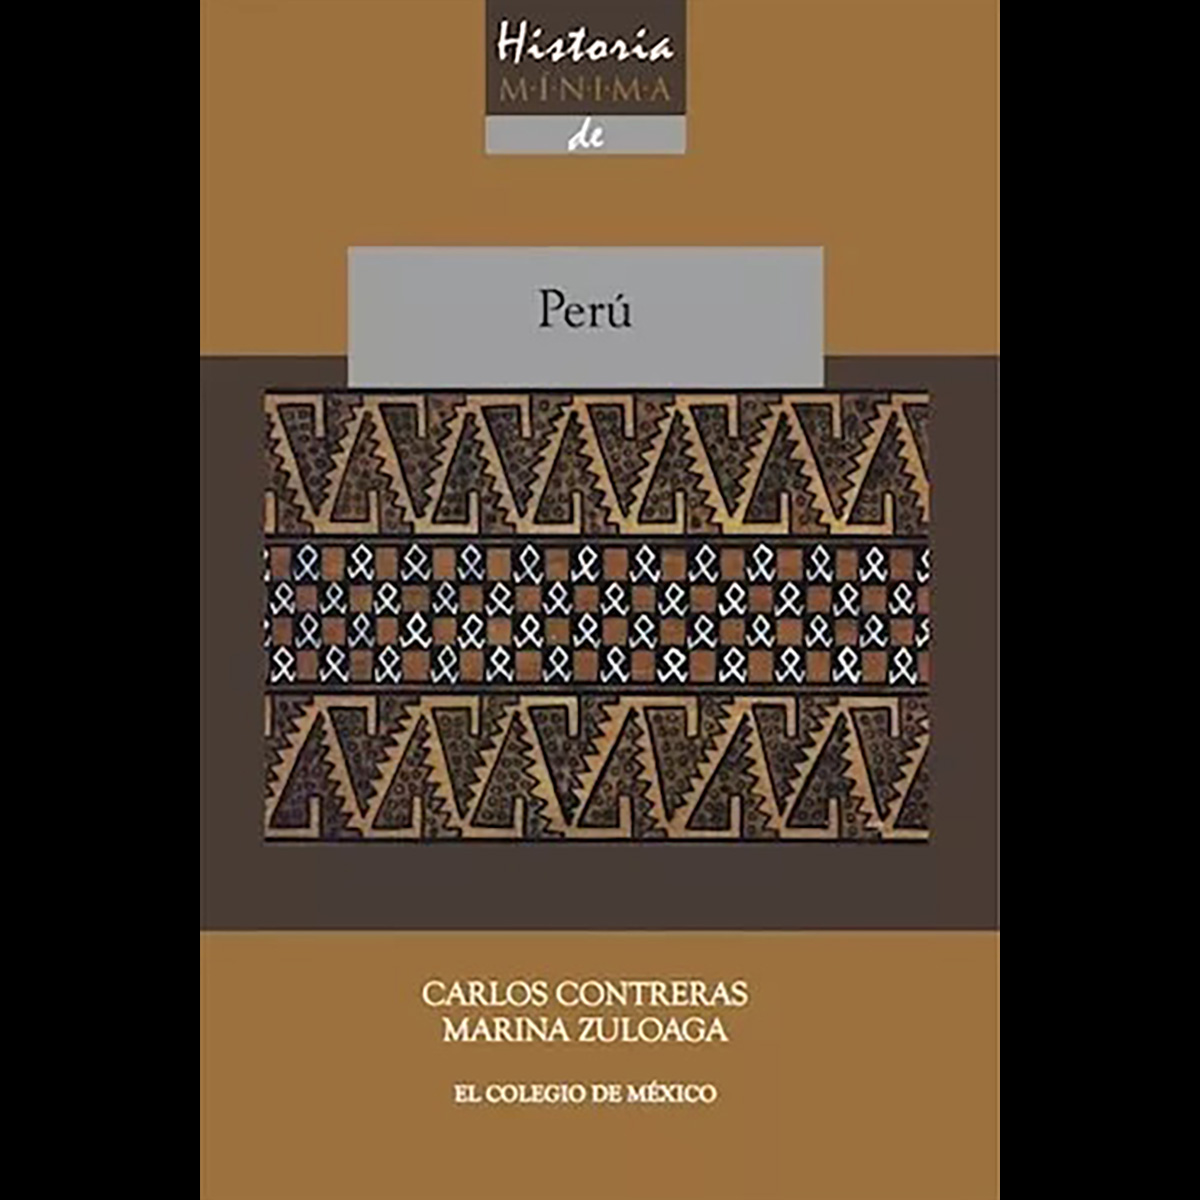 Historia
M·Í·N·I·M·A
de
Perú
CARLOS CONTRERAS
MARINA ZULOAGA
EL COLEGIO DE MÉXICO